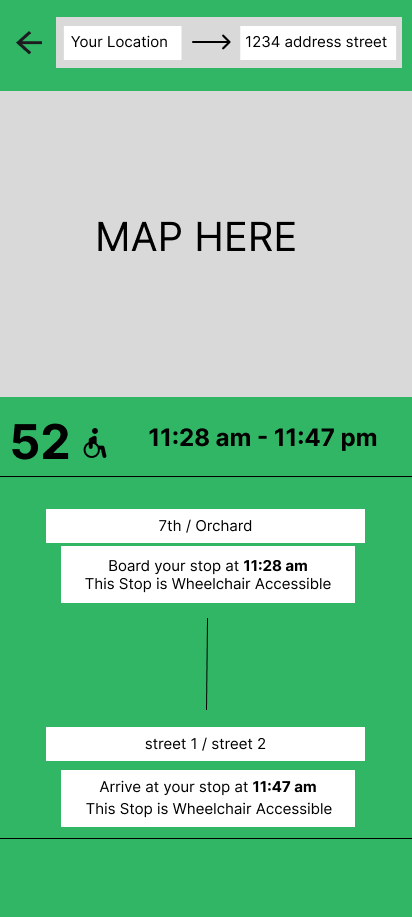 Your Location
1234 address street
MAP HERE
52
11:28 am - 11:47 pm
7th / Orchard
Board your stop at 11:28 am
This Stop is Wheelchair Accessible
street 1 / street 2
Arrive at your stop at 11:47 am
This Stop is Wheelchair Accessible